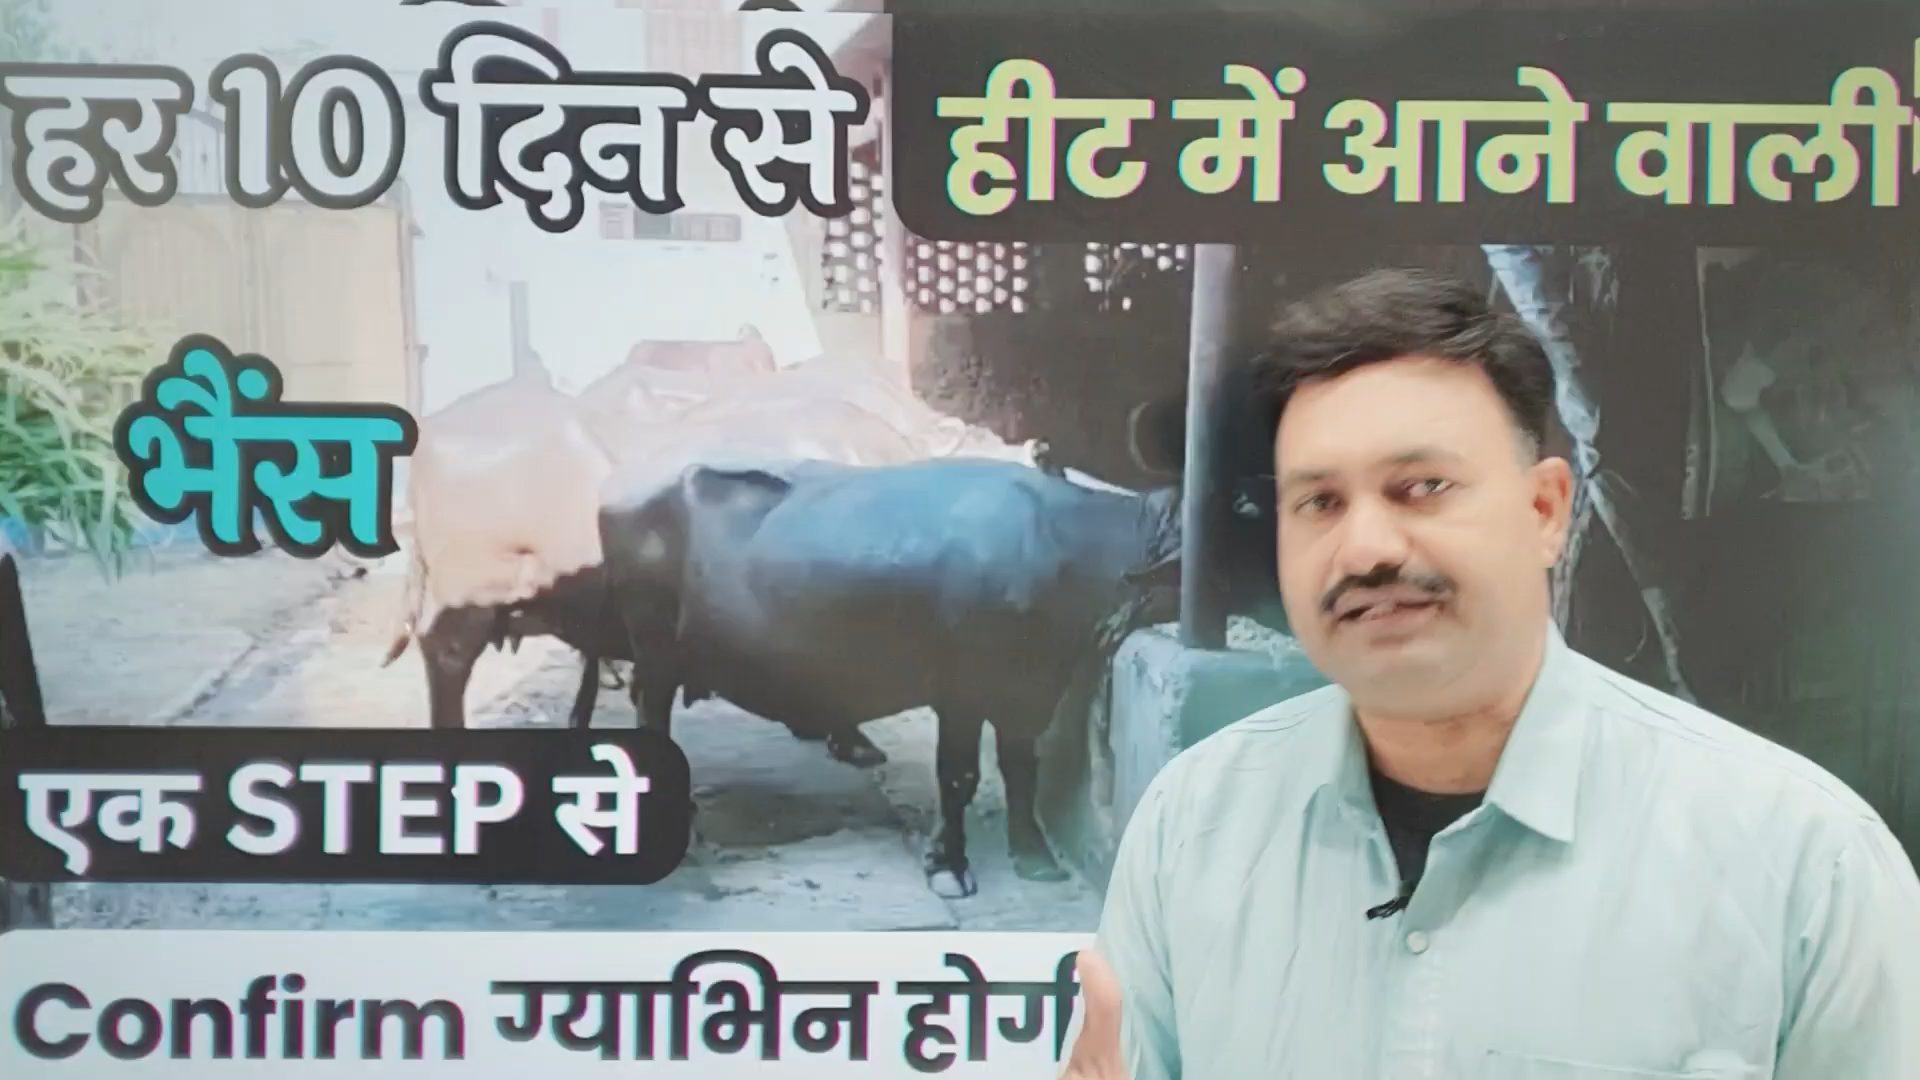 हर 10 दिन से हीट में आने वाली
भैंस
एक STEP से
Confirm ग्याभिन होगी